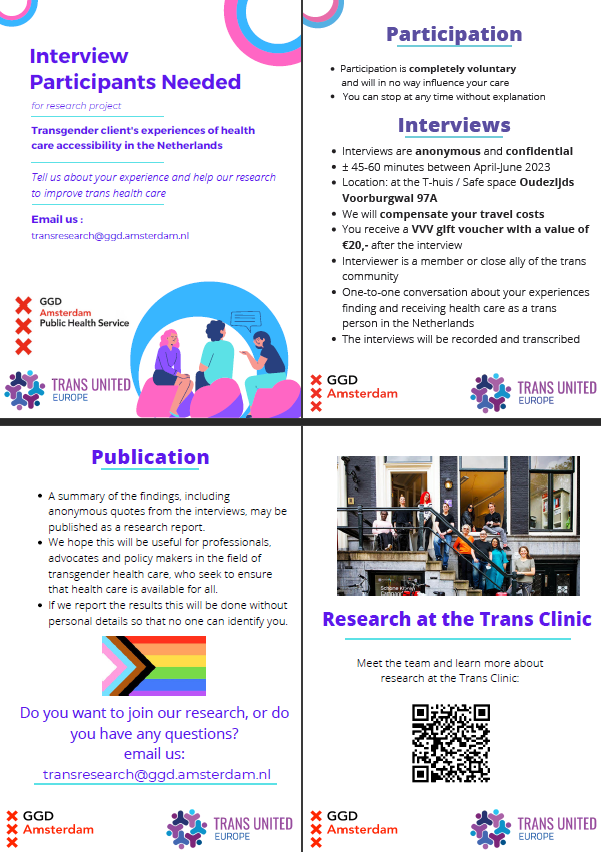 Interview
Participants Needed
for research project
Transgender client's experiences of health
care accessibility in the Netherlands
Tell us about your experience and help our research
to improve trans health care
Email us :
transresearch@ggd.amsterdam.nl
GGD
Amsterdam
Public Health Service
TRANS UNITED
EUROPE
Participation
• Participation is completely voluntary
and will in no way influence your care
• You can stop at any time without explanation
Interviews
• Interviews are anonymous and confidential
• ± 45-60 minutes between April-June 2023
• Location: at the T-huis / Safe space Oudezijds
Voorburgwal 97A
• We will compensate your travel costs
• You receive a VVV gift voucher with a value of
€20,- after the interview
• Interviewer is a member or close ally of the trans
community
• One-to-one conversation about your experiences
finding and receiving health care as a trans
person in the Netherlands
• The interviews will be recorded and transcribed
GGD
Amsterdam
TRANS UNITED
EUROPE
Publication
• A summary of the findings, including
anonymous quotes from the interviews, may be
published as a research report.
• We hope this will be useful for professionals,
advocates and policy makers in the field of
transgender health care, who seek to ensure
that health care is available for all.
• If we report the results this will be done without
personal details so that no one can identify you.
Do you want to join our research, or do
you have any questions?
email us:
transresearch@ggd.amsterdam.nl
GGD
Amsterdam
TRANS UNITED
EUROPE
Research at the Trans Clinic
Meet the team and learn more about
research at the Trans Clinic:
GGD
Amsterdam
TRANS UNITED
EUROPE